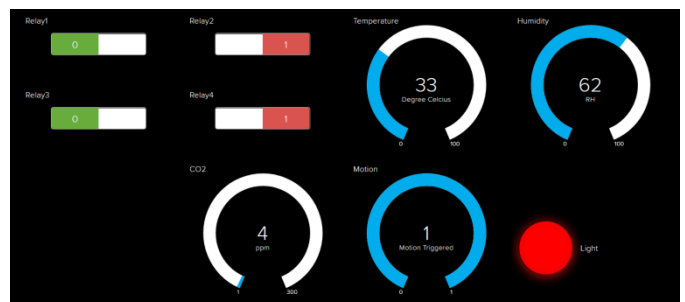 Relay1
0
Relay2
1
Temperature
33
Degree Celcius
0 100
Humidity
62
RH
0 100
Relay3
0
Relay4
1
CO2
4
ppm
1 300
Motion
1
Motion Triggered
0 1
Light